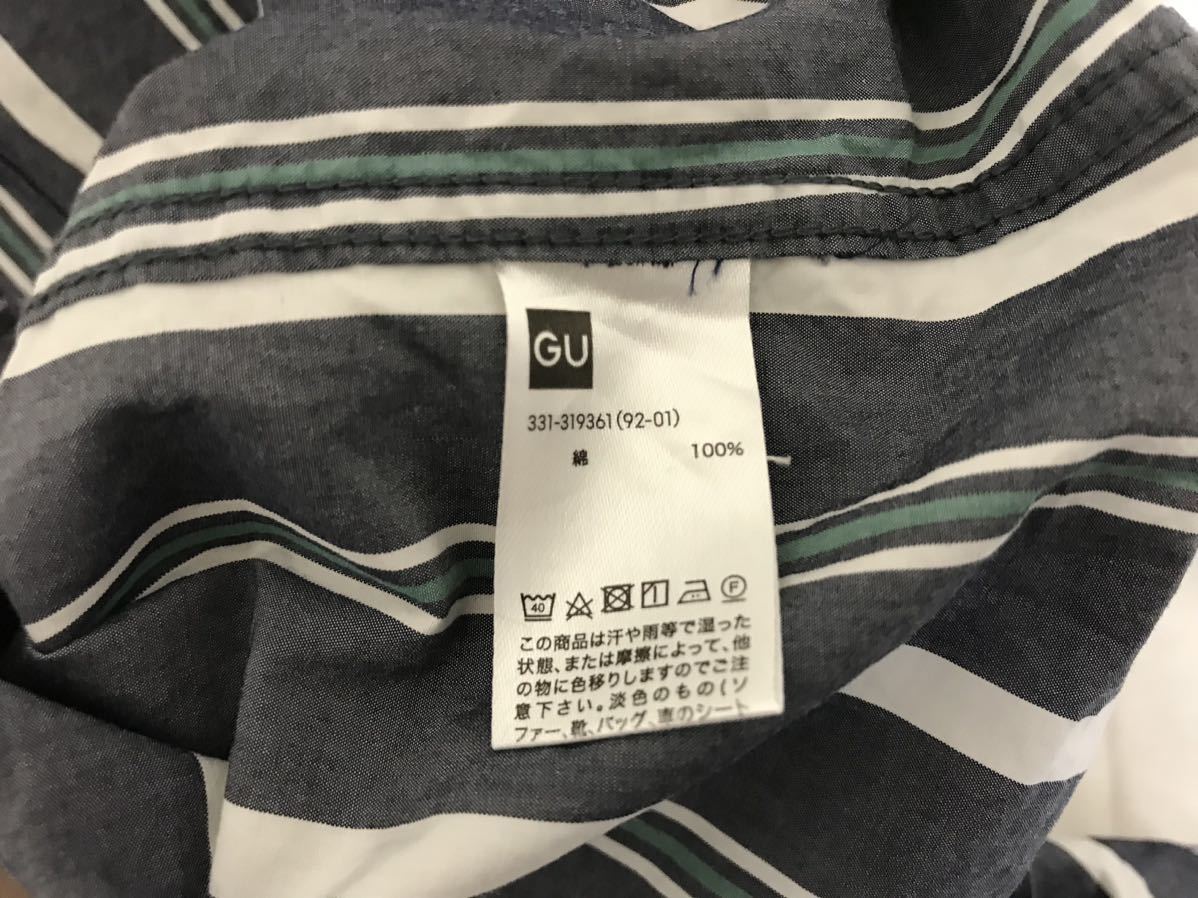 GU
331-319361(92-01)
綿 100%
40
F
この商品は汗や雨等で湿った
状態、または摩擦によって、他
の物に色移りしますのでご注
意下さい。淡色のもの(ソ
ファー、靴、バッグ、車のシート